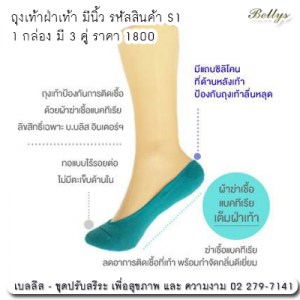 Bellys
ถุงเท้าฝ่าเท้า มีนิ้ว รหัสสินค้า S1
1 กล่อง มี 3 คู่ ราคา 1800
มีแถบซิลิโคน
ที่ด้านหลังเท้า
ป้องกันถุงเท้าลื่นหลุด
ถุงเท้าป้องกันการติดเชื้อ
ด้วยผ้าฆ่าเชื้อแบคทีเรีย
ลิขสิทธิ์เฉพาะ บ.บลิส อินเตอร์ฯ
ทอแบบไร้รอยต่อ
ไม่มีตะเข็บด้านใน
ผ้าฆ่าเชื้อ
แบคทีเรีย
เต็มฝ่าเท้า
ฆ่าเชื้อแบคทีเรีย
ลดอาการติดเชื้อที่เท้า พร้อมกำจัดกลิ่นดีเยี่ยม
เบลลิส - ชุดปรับสรีระ เพื่อสุขภาพ และ ความงาม 02 279-7141